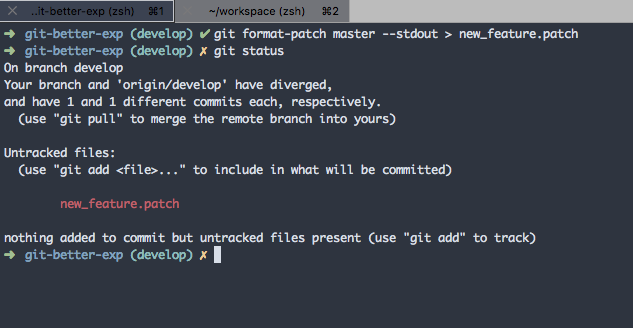 ..it-better-exp (zsh) ⌘1 ~/workspace (zsh) ⌘2
➜ git-better-exp (develop) ✔ git format-patch master --stdout > new_feature.patch
➜ git-better-exp (develop) ✗ git status
On branch develop
Your branch and 'origin/develop' have diverged,
and have 1 and 1 different commits each, respectively.
(use "git pull" to merge the remote branch into yours)
Untracked files:
(use "git add <file>..." to include in what will be committed)
new_feature.patch
nothing added to commit but untracked files present (use "git add" to track)
➜ git-better-exp (develop) ✗